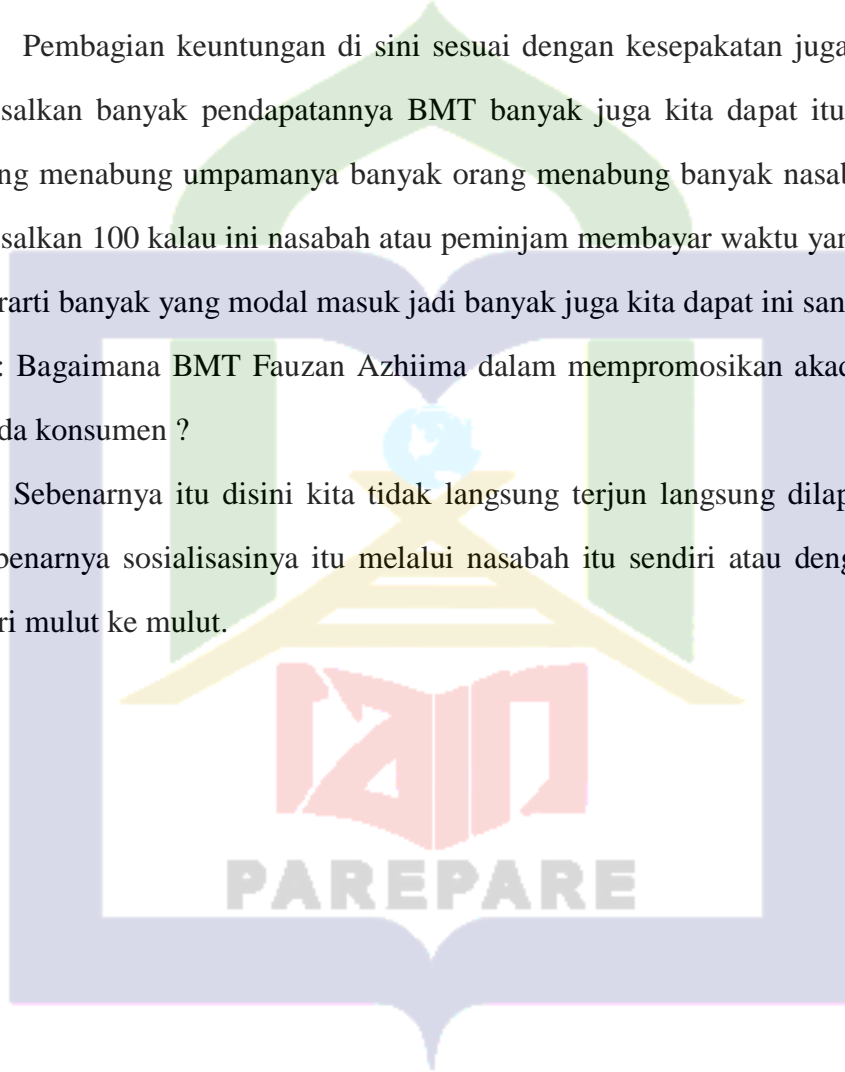 Pembagian keuntungan di sini sesuai dengan kesepakatan juga
salkan banyak pendapatannya BMT banyak juga kita dapat itu
ng menabung umpamanya banyak orang menabung banyak nasab
salkan 100 kalau ini nasabah atau peminjam membayar waktu yan
rarti banyak yang modal masuk jadi banyak juga kita dapat ini san
: Bagaimana BMT Fauzan Azhiima dalam mempromosikan akad
da konsumen ?
Sebenarnya itu disini kita tidak langsung terjun langsung dilap
benarnya sosialisasinya itu melalui nasabah itu sendiri atau deng
ri mulut ke mulut.
iain
PAREPARE